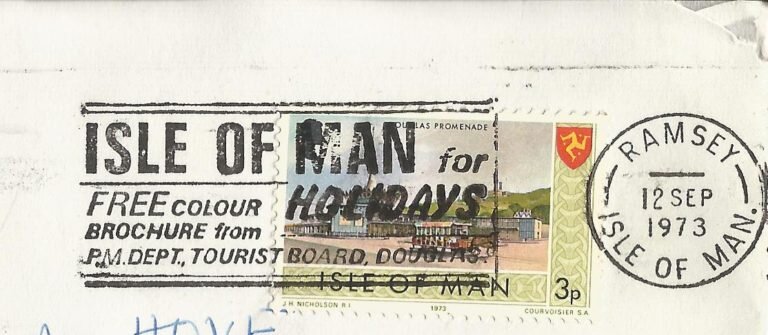 ISLE OF MAN for
HOLIDAYS
FREE COLOUR
BROCHURE from
P.M. DEPT., TOURIST BOARD, DOUGLAS.
DOUGLAS PROMENADE
ISLE OF MAN 3p
J.H. NICHOLSON R.I. 1973 COURVOISIER S.A.
RAMSEY
12 SEP
1973
ISLE OF MAN.
HOVE